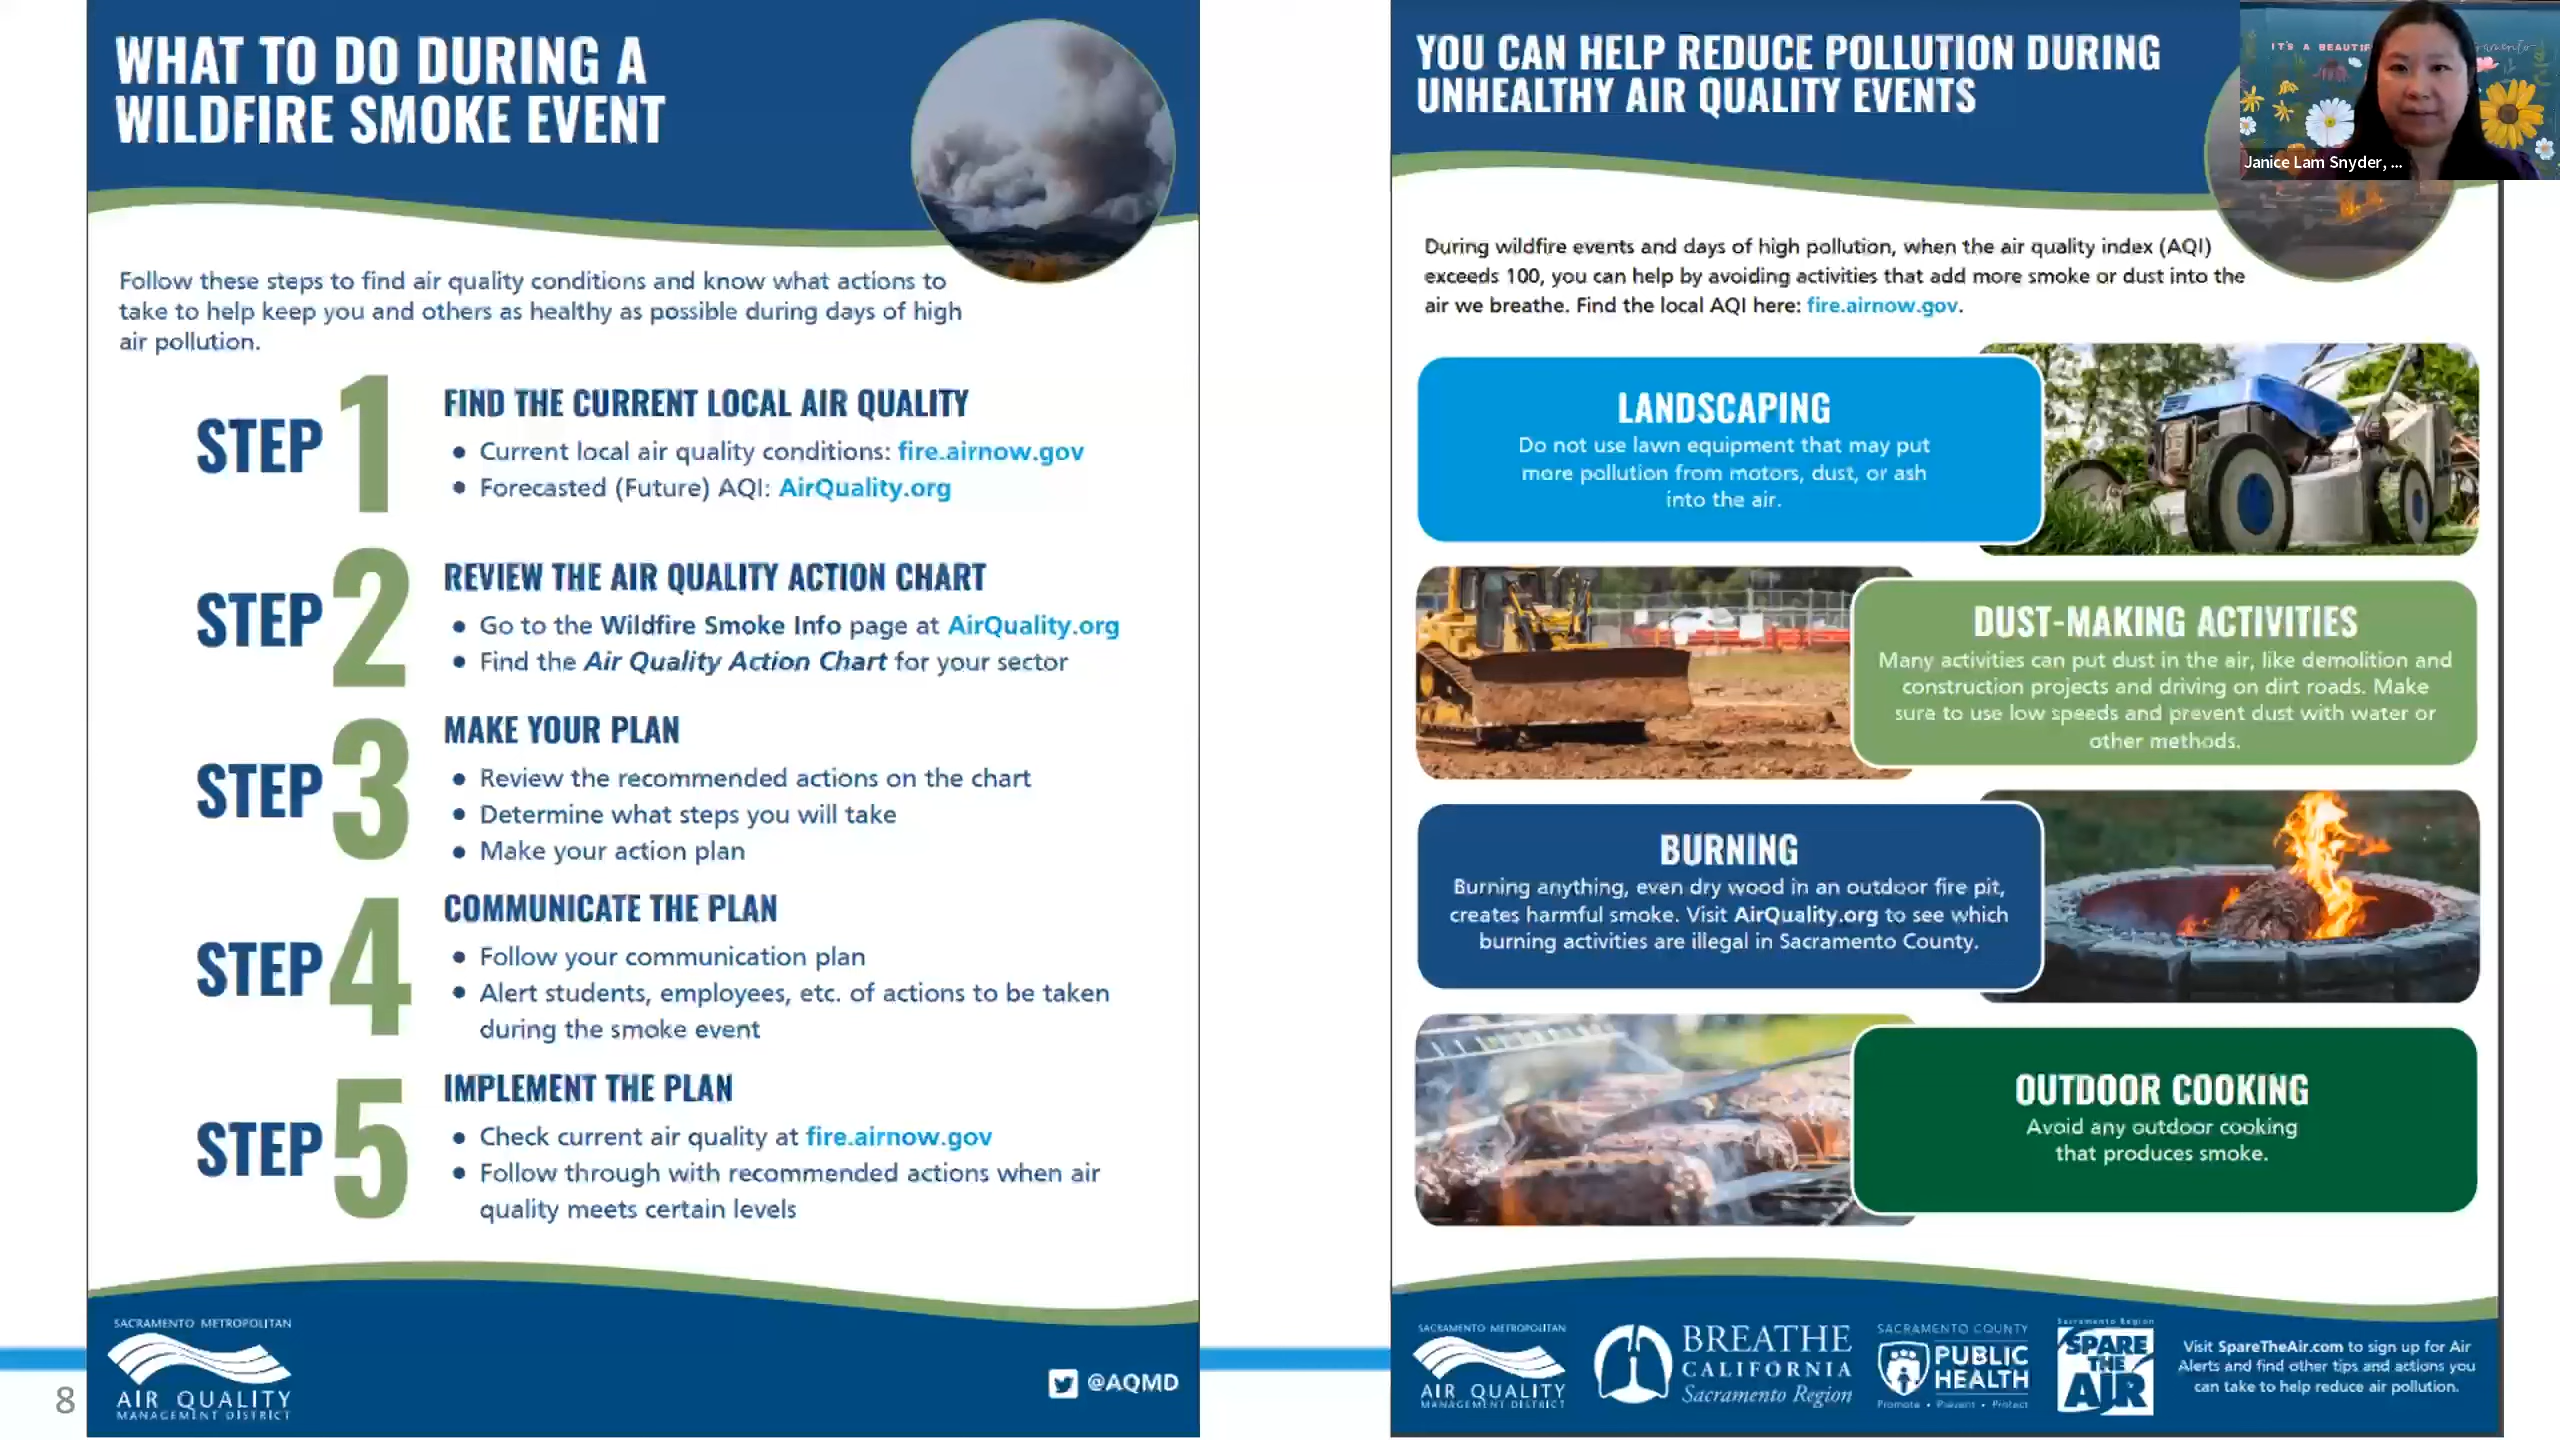 WHAT TO DO DURING A
WILDFIRE SMOKE EVENT
Follow these steps to find air quality conditions and know what actions to
take to help keep you and others as healthy as possible during days of high
air pollution.
STEP 1
FIND THE CURRENT LOCAL AIR QUALITY
• Current local air quality conditions: fire.airnow.gov
• Forecasted (Future) AQI: AirQuality.org
STEP 2
REVIEW THE AIR QUALITY ACTION CHART
• Go to the Wildfire Smoke Info page at AirQuality.org
• Find the Air Quality Action Chart for your sector
STEP 3
MAKE YOUR PLAN
• Review the recommended actions on the chart
• Determine what steps you will take
• Make your action plan
STEP 4
COMMUNICATE THE PLAN
• Follow your communication plan
• Alert students, employees, etc. of actions to be taken
during the smoke event
STEP 5
IMPLEMENT THE PLAN
• Check current air quality at fire.airnow.gov
• Follow through with recommended actions when air
quality meets certain levels
SACRAMENTO METROPOLITAN
AIR QUALITY
MANAGEMENT DISTRICT
@AQMD
8
YOU CAN HELP REDUCE POLLUTION DURING
UNHEALTHY AIR QUALITY EVENTS
IT'S A BEAUTIF
Janice Lam Snyder, ...
During wildfire events and days of high pollution, when the air quality index (AQI)
exceeds 100, you can help by avoiding activities that add more smoke or dust into the
air we breathe. Find the local AQI here: fire.airnow.gov.
LANDSCAPING
Do not use lawn equipment that may put
more pollution from motors, dust, or ash
into the air.
DUST-MAKING ACTIVITIES
Many activities can put dust in the air, like demolition and
construction projects and driving on dirt roads. Make
sure to use low speeds and prevent dust with water or
other methods.
BURNING
Burning anything, even dry wood in an outdoor fire pit,
creates harmful smoke. Visit AirQuality.org to see which
burning activities are illegal in Sacramento County.
OUTDOOR COOKING
Avoid any outdoor cooking
that produces smoke.
SACRAMENTO METROPOLITAN
AIR QUALITY
MANAGEMENT DISTRICT
BREATHE
CALIFORNIA
Sacramento Region
SACRAMENTO COUNTY
PUBLIC
HEALTH
Promote • Prevent • Protect
Sacramento Region
SPARE
THE
AIR
Visit SpareTheAir.com to sign up for Air
Alerts and find other tips and actions you
can take to help reduce air pollution.